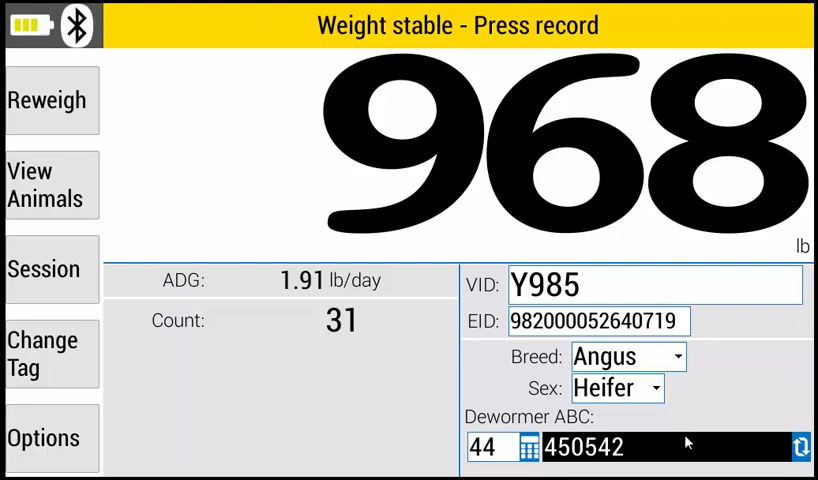 Weight stable - Press record
Reweigh
View
Animals
Session
Change
Tag
Options
968
lb
ADG: 1.91 lb/day
Count: 31
VID: Y985
EID: 982000052640719
Breed: Angus
Sex: Heifer
Dewormer ABC:
44 450542